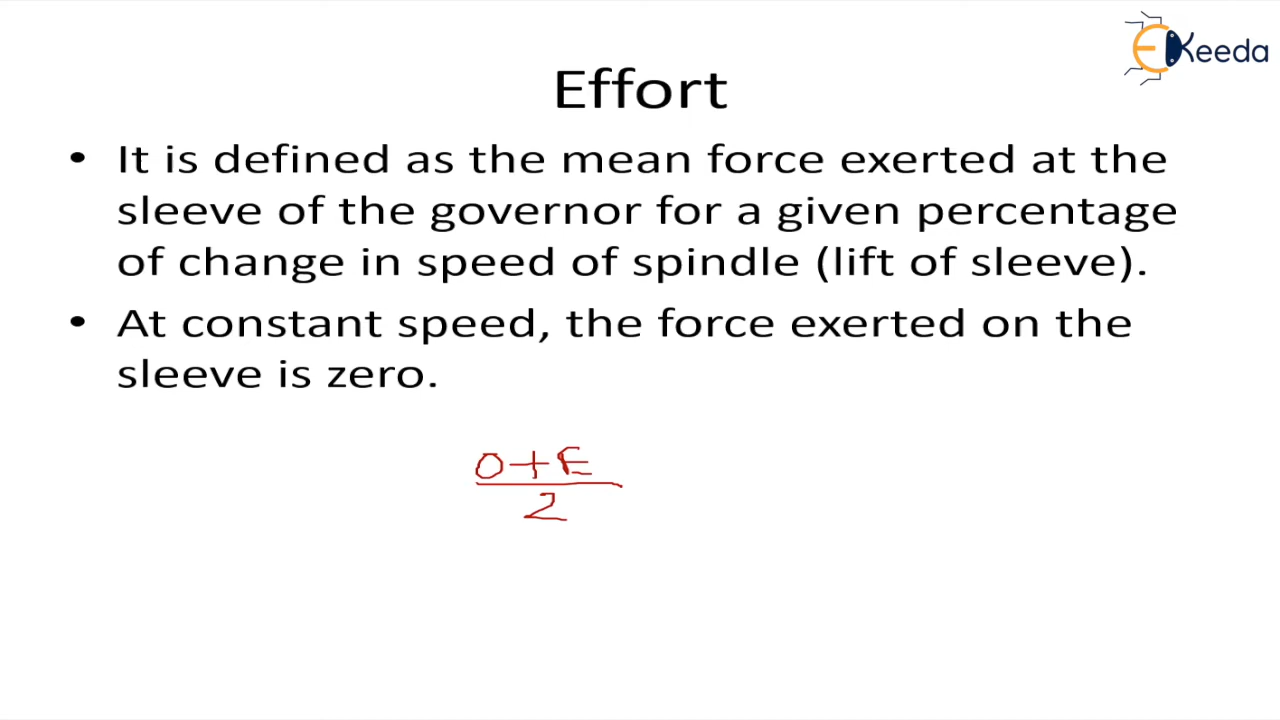 EKeeda
Effort
• It is defined as the mean force exerted at the
sleeve of the governor for a given percentage
of change in speed of spindle (lift of sleeve).
• At constant speed, the force exerted on the
sleeve is zero.
0+E
2